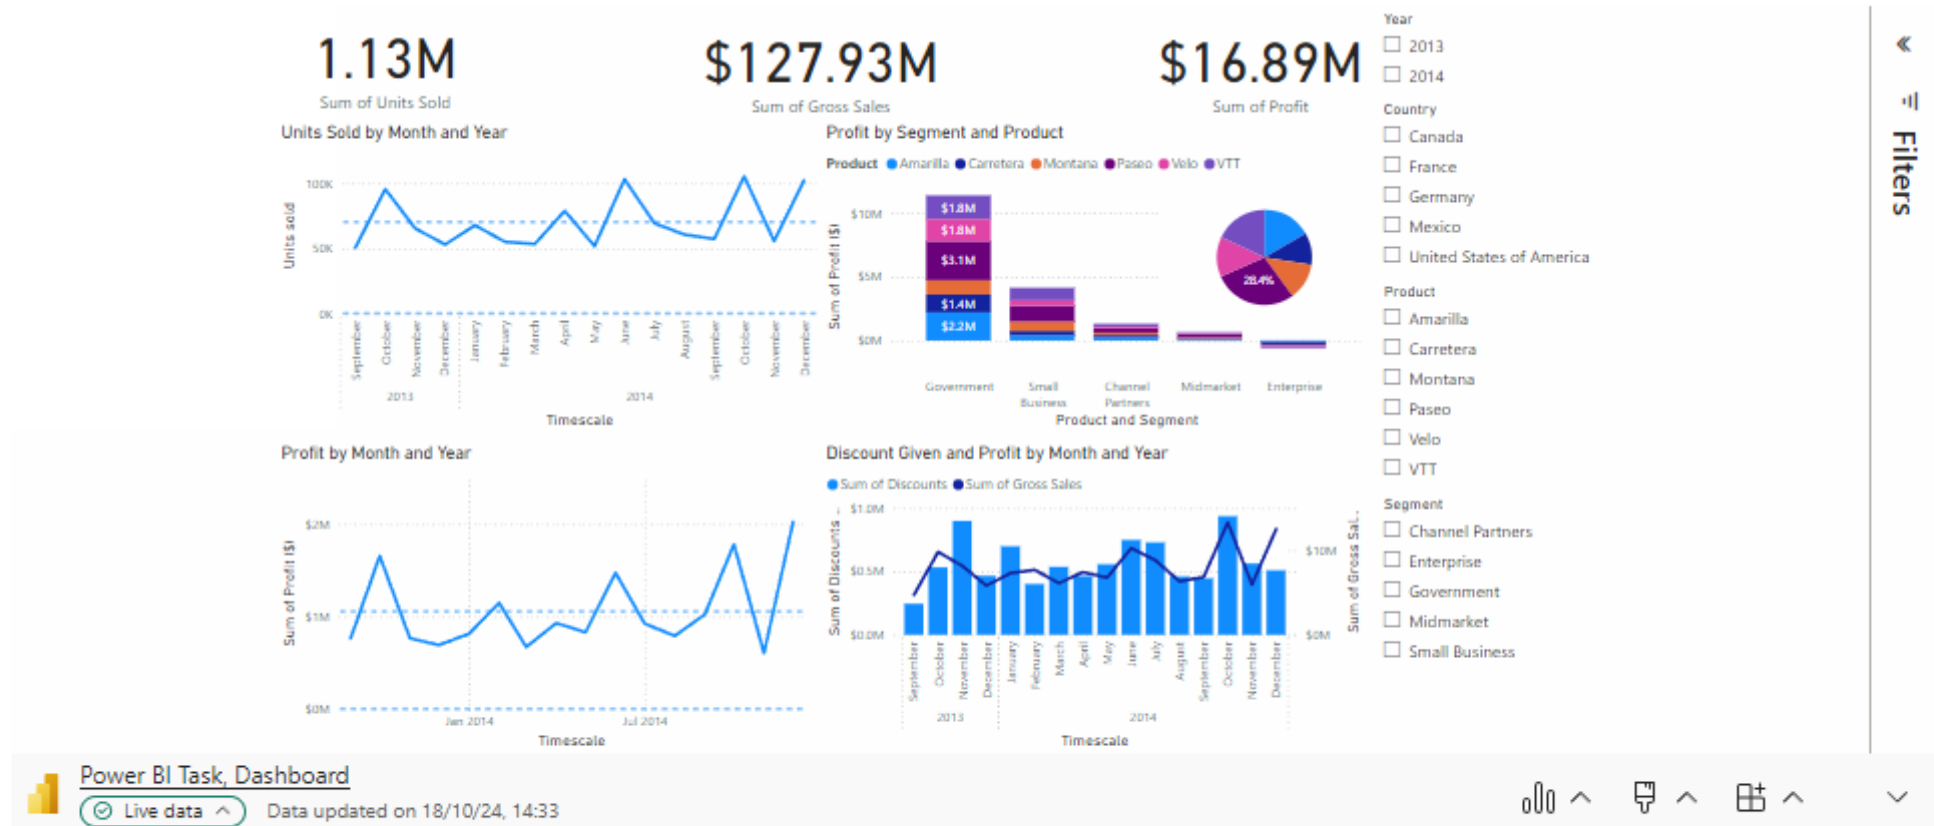 1.13M
Sum of Units Sold
$127.93M
Sum of Gross Sales
$16.89M
Sum of Profit
Units Sold by Month and Year
Units sold
100K
50K
0K
September
October
November
December
January
February
March
April
May
June
July
August
September
October
November
December
2013
2014
Timescale
Profit by Segment and Product
Product Amarilla Carretera Montana Paseo Velo VTT
Sum of Profit ($)
$10M
$5M
$0M
$1.8M
$1.8M
$3.1M
$1.4M
$2.2M
28.4%
Government
Small Business
Channel Partners
Midmarket
Enterprise
Product and Segment
Profit by Month and Year
Sum of Profit ($)
$2M
$1M
$0M
Jan 2014
Jul 2014
Timescale
Discount Given and Profit by Month and Year
Sum of Discounts Sum of Gross Sales
Sum of Discounts ...
$1.0M
$0.5M
$0.0M
$10M
$0M
Sum of Gross Sal...
September
October
November
December
January
February
March
April
May
June
July
August
September
October
November
December
2013
2014
Timescale
Year
2013
2014
Country
Canada
France
Germany
Mexico
United States of America
Product
Amarilla
Carretera
Montana
Paseo
Velo
VTT
Segment
Channel Partners
Enterprise
Government
Midmarket
Small Business
Filters
Power BI Task, Dashboard
Live data
Data updated on 18/10/24, 14:33